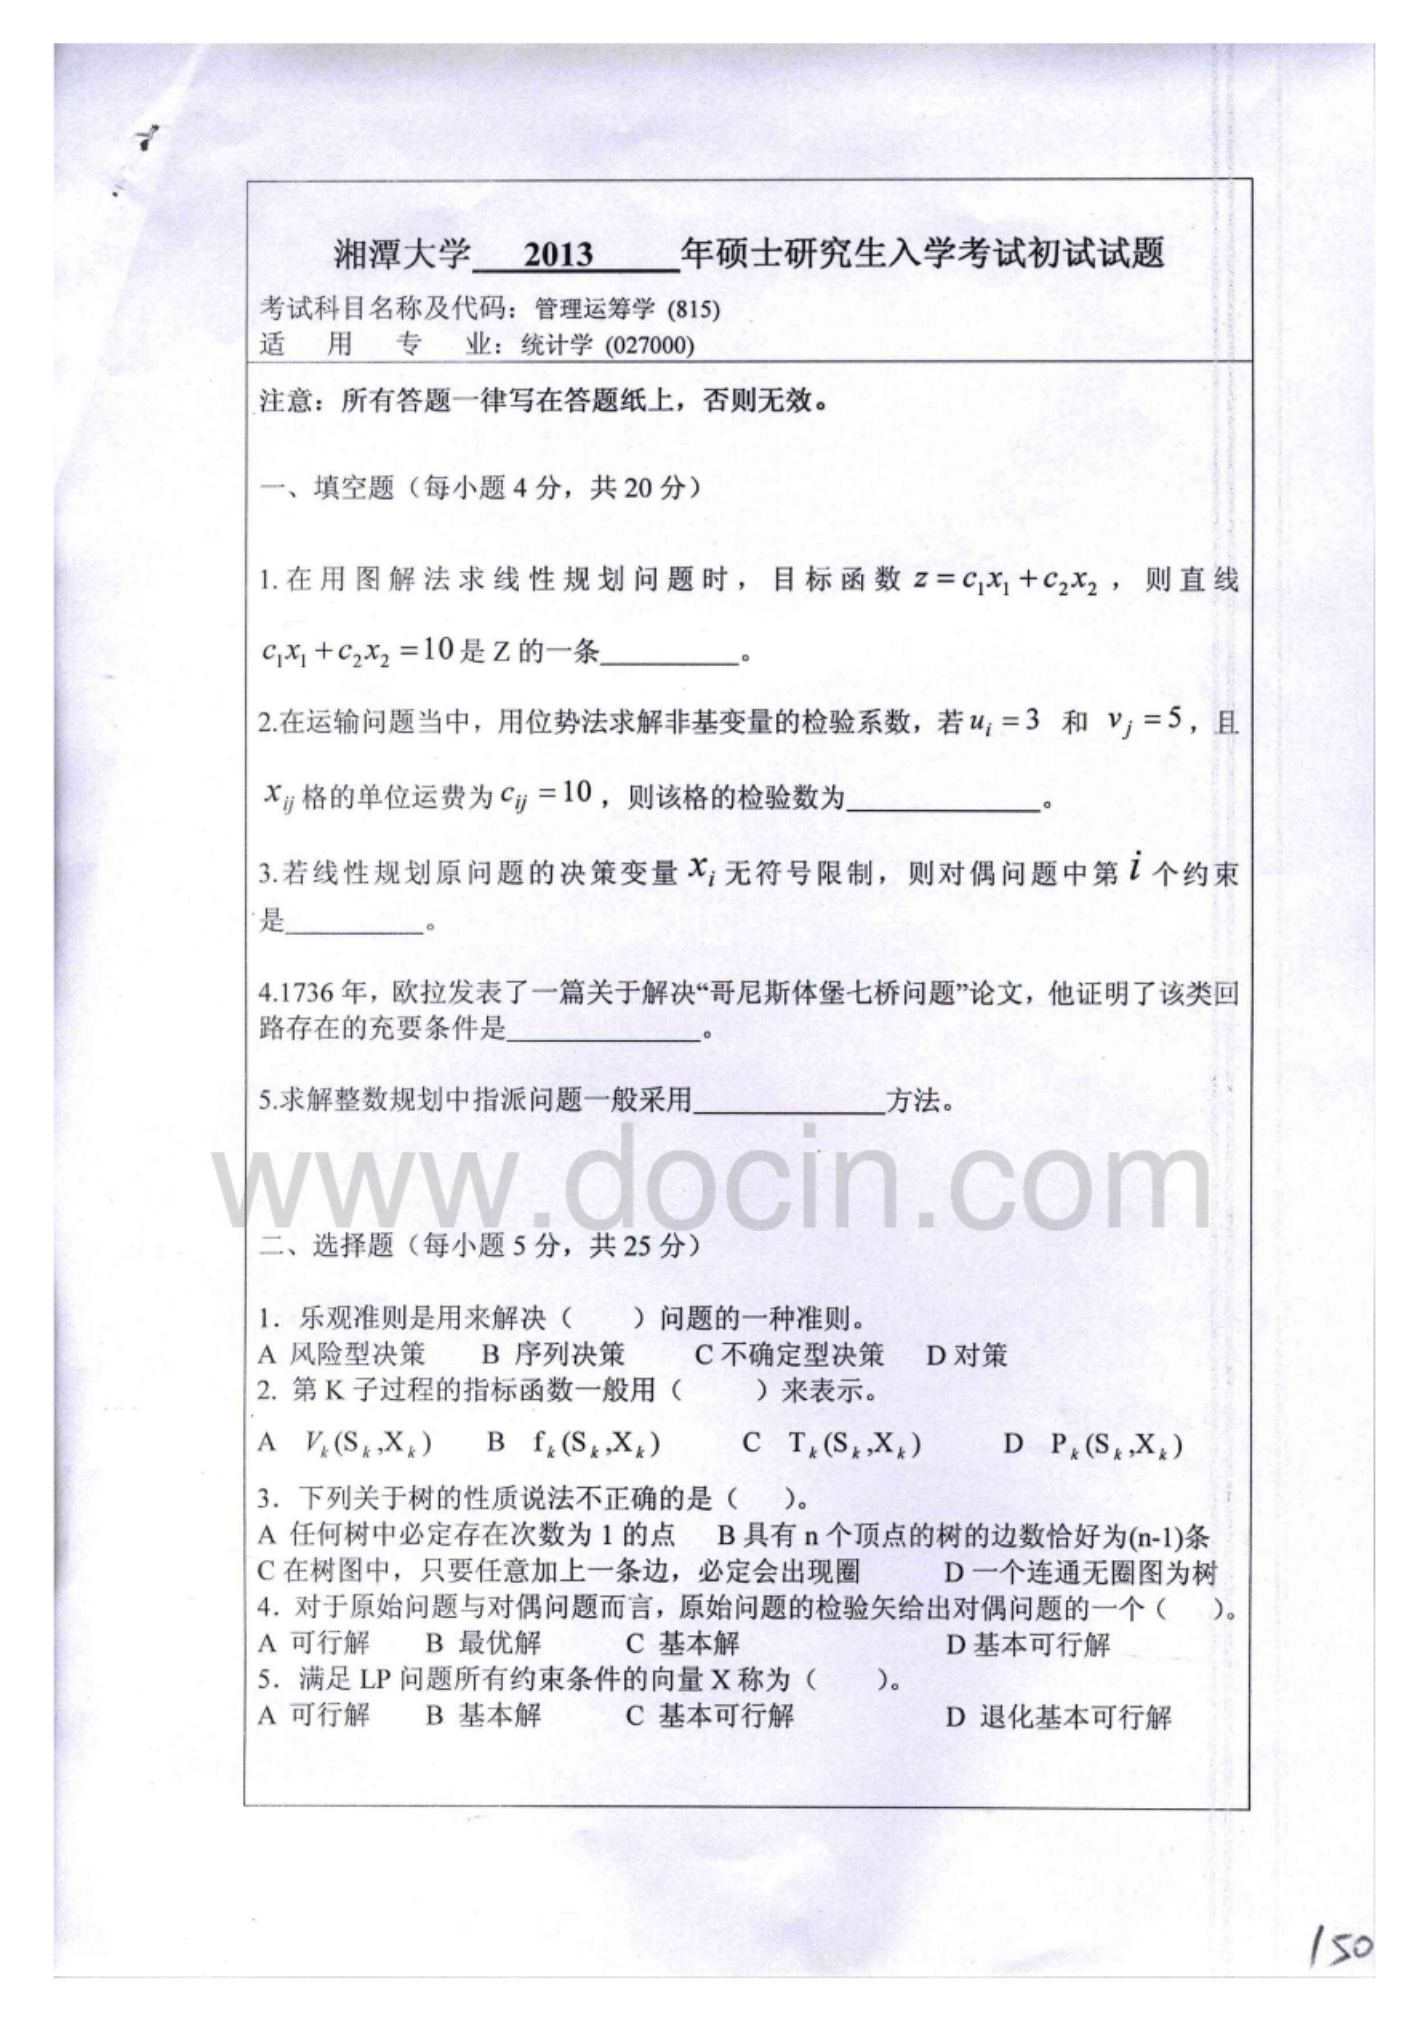 湘潭大学 2013 年硕士研究生入学考试初试试题
考试科目名称及代码：管理运筹学 (815)
适 用 专 业：统计学 (027000)
注意：所有答题一律写在答题纸上，否则无效。
一、填空题（每小题 4 分，共 20 分）
1.在用图解法求线性规划问题时，目标函数 z = c₁x₁ + c₂x₂ ，则直线
c₁x₁ + c₂x₂ = 10 是 Z 的一条__________。
2.在运输问题当中，用位势法求解非基变量的检验系数，若 uᵢ = 3 和 vⱼ = 5，且
xᵢⱼ 格的单位运费为 cᵢⱼ = 10 ，则该格的检验数为______________。
3.若线性规划原问题的决策变量 xᵢ 无符号限制，则对偶问题中第 i 个约束
是__________。
4.1736 年，欧拉发表了一篇关于解决“哥尼斯体堡七桥问题”论文，他证明了该类回
路存在的充要条件是______________。
5.求解整数规划中指派问题一般采用______________方法。
www.docin.com
二、选择题（每小题 5 分，共 25 分）
1．乐观准则是用来解决（ ）问题的一种准则。
A 风险型决策 B 序列决策 C 不确定型决策 D 对策
2. 第 K 子过程的指标函数一般用（ ）来表示。
A Vₖ(Sₖ,Xₖ) B fₖ(Sₖ,Xₖ) C Tₖ(Sₖ,Xₖ) D Pₖ(Sₖ,Xₖ)
3．下列关于树的性质说法不正确的是（ ）。
A 任何树中必定存在次数为 1 的点 B 具有 n 个顶点的树的边数恰好为(n-1)条
C 在树图中，只要任意加上一条边，必定会出现圈 D 一个连通无圈图为树
4．对于原始问题与对偶问题而言，原始问题的检验矢给出对偶问题的一个（ ）。
A 可行解 B 最优解 C 基本解 D 基本可行解
5．满足 LP 问题所有约束条件的向量 X 称为（ ）。
A 可行解 B 基本解 C 基本可行解 D 退化基本可行解
150